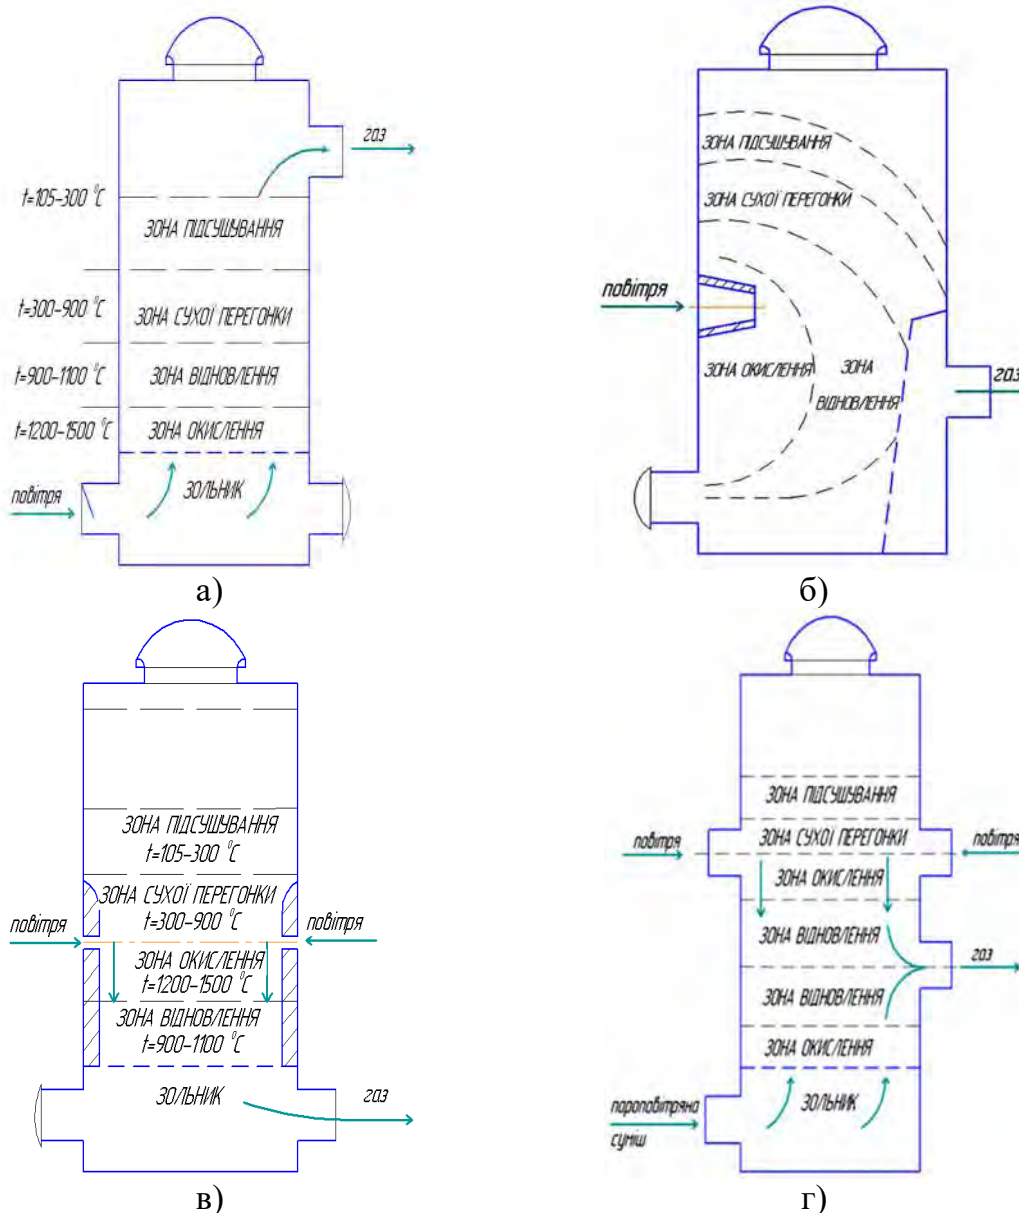 газ
t=105-300 °C
ЗОНА ПІДСУШУВАННЯ
t=300-900 °C
ЗОНА СУХОЇ ПЕРЕГОНКИ
t=900-1100 °C
ЗОНА ВІДНОВЛЕННЯ
t=1200-1500 °C
ЗОНА ОКИСЛЕННЯ
повітря
ЗОЛЬНИК
а)
ЗОНА ПІДСУШУВАННЯ
ЗОНА СУХОЇ ПЕРЕГОНКИ
повітря
ЗОНА ОКИСЛЕННЯ
ЗОНА
ВІДНОВЛЕННЯ
газ
б)
ЗОНА ПІДСУШУВАННЯ
t=105-300 °C
ЗОНА СУХОЇ ПЕРЕГОНКИ
t=300-900 °C
повітря
повітря
ЗОНА ОКИСЛЕННЯ
t=1200-1500 °C
ЗОНА ВІДНОВЛЕННЯ
t=900-1100 °C
ЗОЛЬНИК
газ
в)
ЗОНА ПІДСУШУВАННЯ
повітря
ЗОНА СУХОЇ ПЕРЕГОНКИ
повітря
ЗОНА ОКИСЛЕННЯ
ЗОНА ВІДНОВЛЕННЯ
газ
ЗОНА ВІДНОВЛЕННЯ
ЗОНА ОКИСЛЕННЯ
ЗОЛЬНИК
пароповітряна
суміш
г)